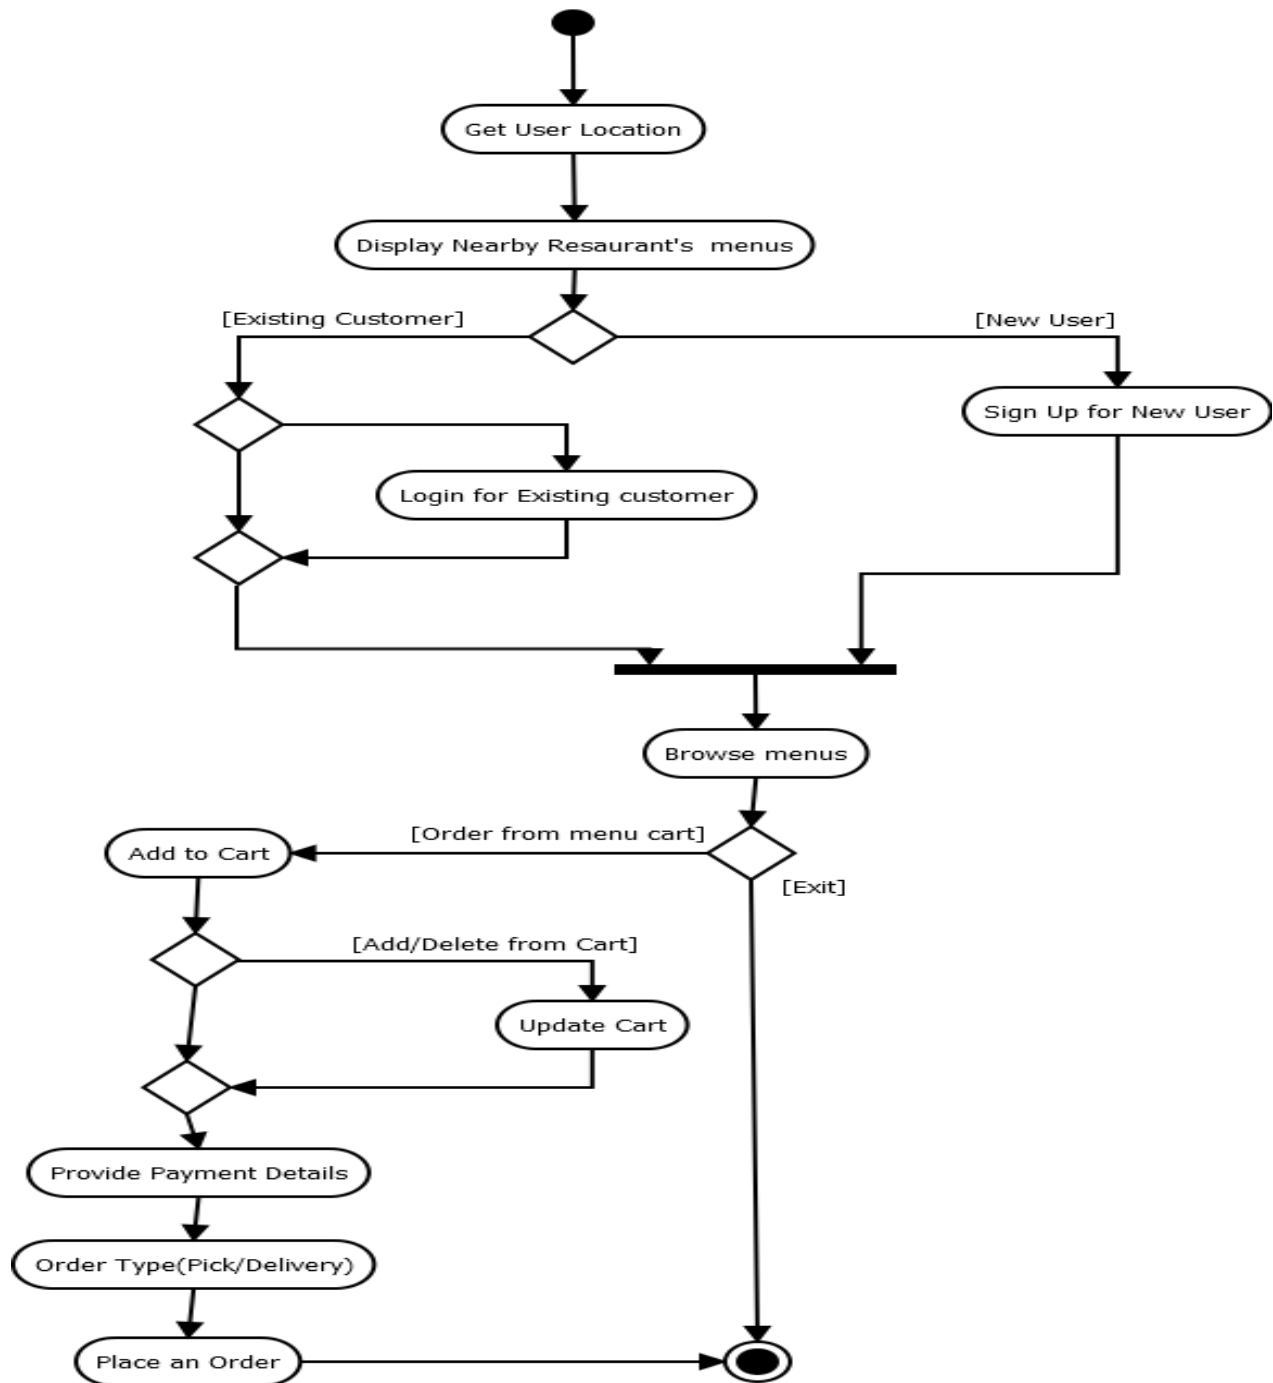 Get User Location
Display Nearby Resaurant's  menus
[Existing Customer]
[New User]
Sign Up for New User
Login for Existing customer
Browse menus
[Order from menu cart]
Add to Cart
[Exit]
[Add/Delete from Cart]
Update Cart
Provide Payment Details
Order Type(Pick/Delivery)
Place an Order